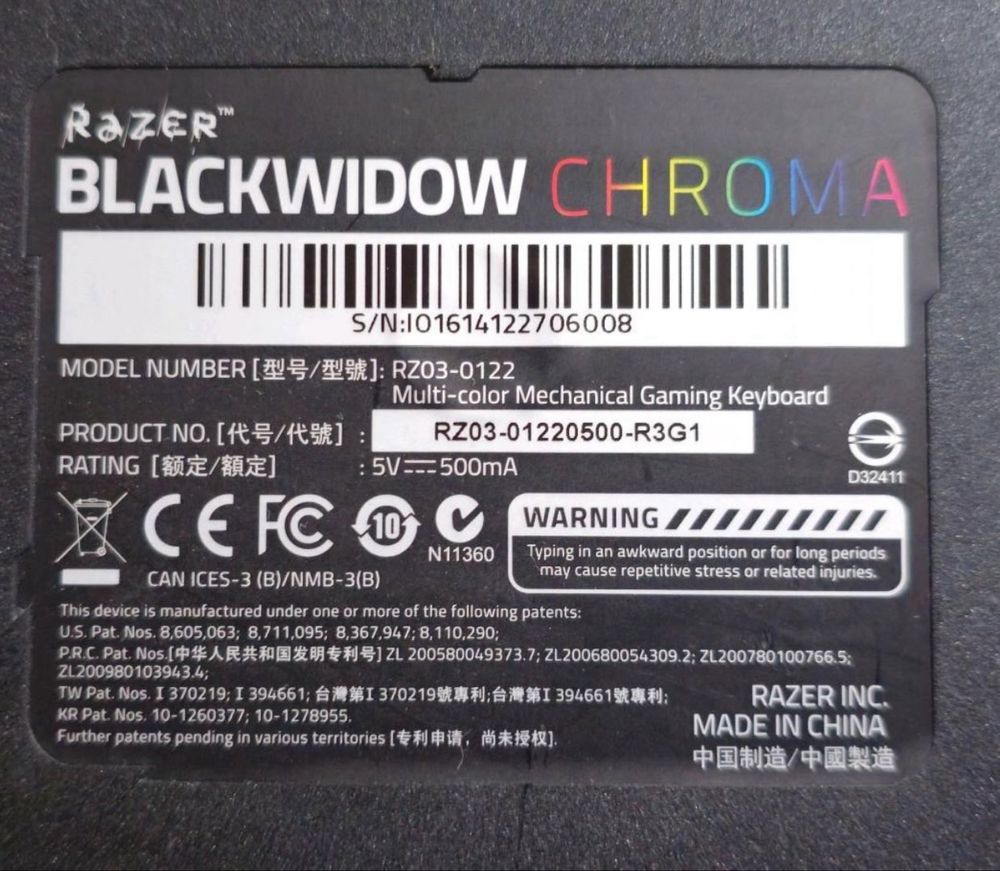 RAZER™
BLACKWIDOW CHROMA
S/N:IO1614122706008
MODEL NUMBER [型号/型號]: RZ03-0122
Multi-color Mechanical Gaming Keyboard
PRODUCT NO. [代号/代號] : RZ03-01220500-R3G1
RATING [额定/額定] : 5V⎓500mA
D32411
CE FC 10 N11360
CAN ICES-3 (B)/NMB-3(B)
WARNING
Typing in an awkward position or for long periods
may cause repetitive stress or related injuries.
This device is manufactured under one or more of the following patents:
U.S. Pat. Nos. 8,605,063; 8,711,095; 8,367,947; 8,110,290;
P.R.C. Pat. Nos.[中华人民共和国发明专利号] ZL 200580049373.7; ZL200680054309.2; ZL200780100766.5;
ZL200980103943.4;
TW Pat. Nos. I 370219; I 394661; 台灣第I 370219號專利;台灣第I 394661號專利;
KR Pat. Nos. 10-1260377; 10-1278955.
Further patents pending in various territories [专利申请，尚未授权].
RAZER INC.
MADE IN CHINA
中国制造/中國製造